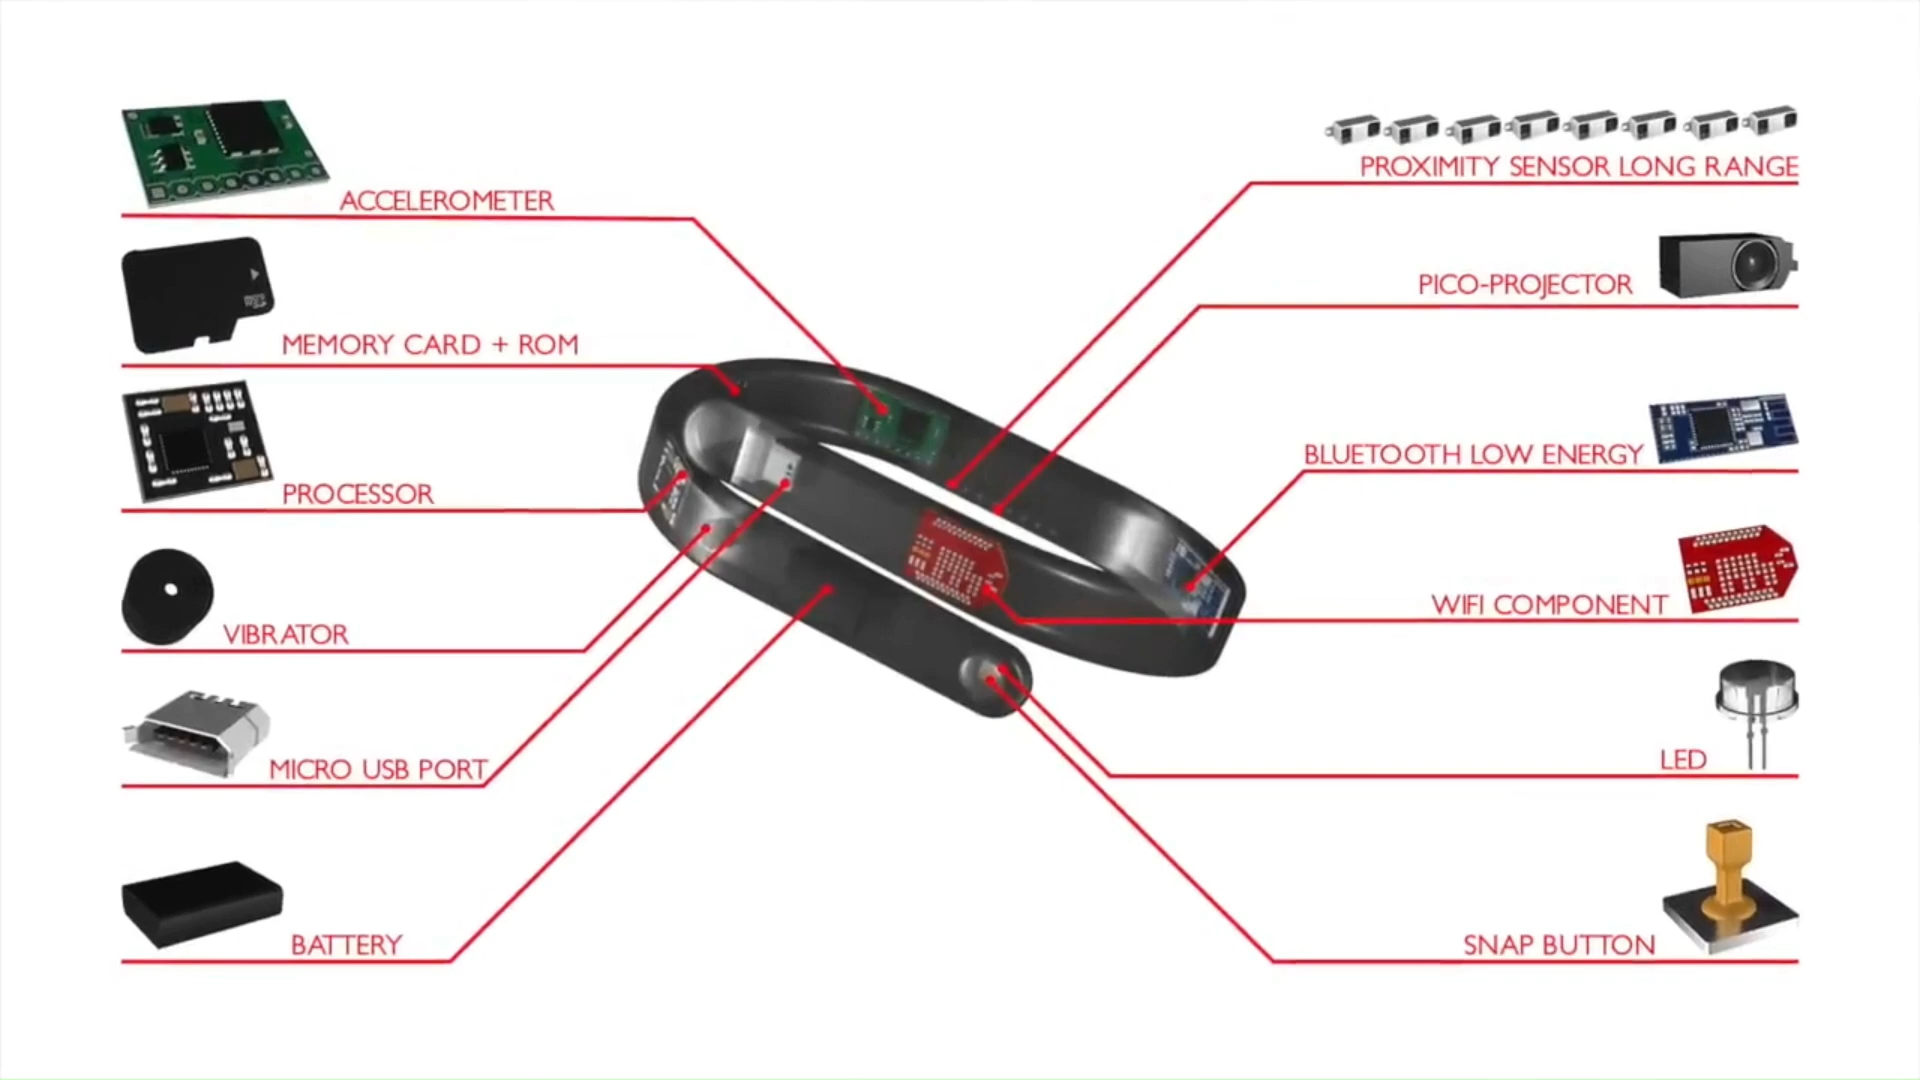 ACCELEROMETER
MEMORY CARD + ROM
PROCESSOR
VIBRATOR
MICRO USB PORT
BATTERY
PROXIMITY SENSOR LONG RANGE
PICO-PROJECTOR
BLUETOOTH LOW ENERGY
WIFI COMPONENT
LED
SNAP BUTTON